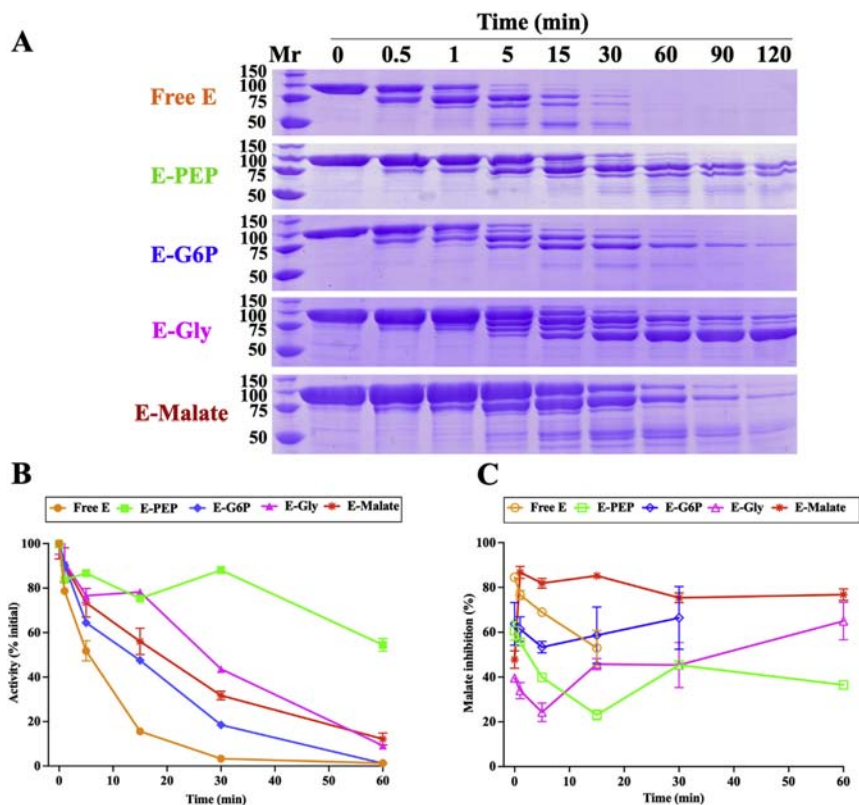 A
Time (min)
Mr 0 0.5 1 5 15 30 60 90 120
Free E
150
100
75
50
E-PEP
150
100
75
50
E-G6P
150
100
75
50
E-Gly
150
100
75
50
E-Malate
150
100
75
50
B
Free E E-PEP E-G6P E-Gly E-Malate
Activity (% initial)
100
80
60
40
20
0
0 10 20 30 40 50 60
Time (min)
C
Free E E-PEP E-G6P E-Gly E-Malate
Malate inhibition (%)
100
80
60
40
20
0
0 10 20 30 40 50 60
Time (min)